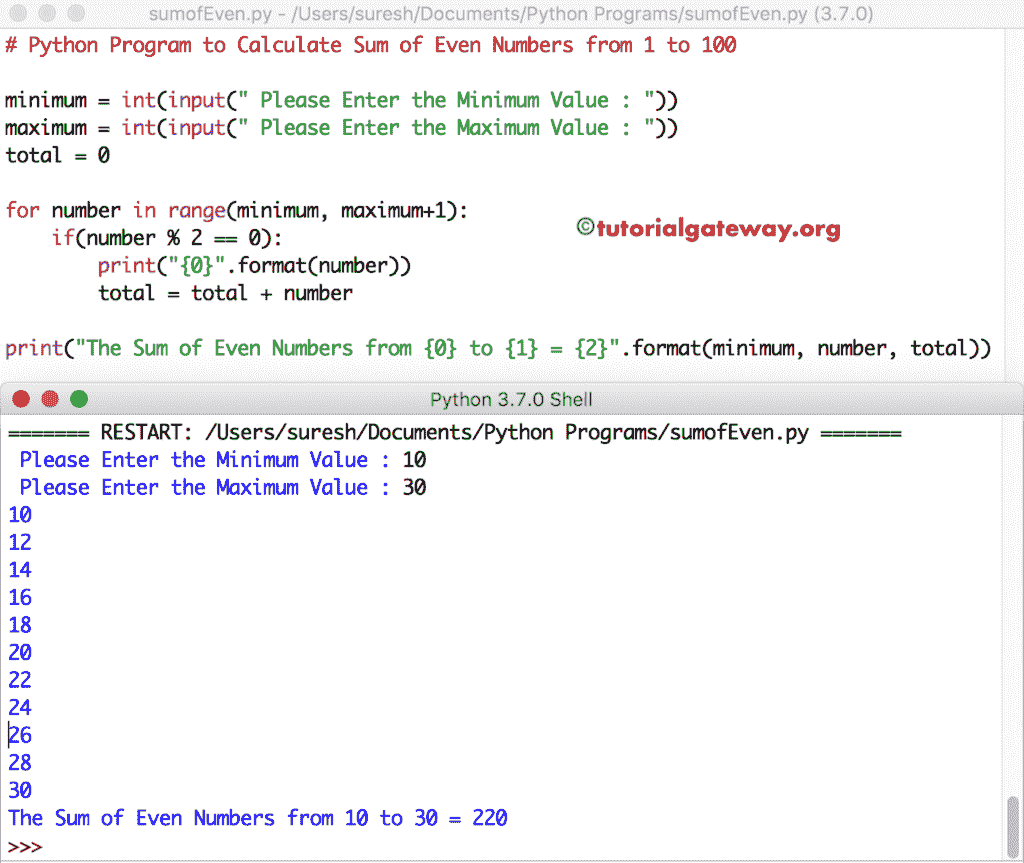 sumofEven.py - /Users/suresh/Documents/Python Programs/sumofEven.py (3.7.0)
# Python Program to Calculate Sum of Even Numbers from 1 to 100

minimum = int(input(" Please Enter the Minimum Value : "))
maximum = int(input(" Please Enter the Maximum Value : "))
total = 0

for number in range(minimum, maximum+1):
    if(number % 2 == 0):
        print("{0}".format(number))
        total = total + number

©tutorialgateway.org

print("The Sum of Even Numbers from {0} to {1} = {2}".format(minimum, number, total))
Python 3.7.0 Shell
======= RESTART: /Users/suresh/Documents/Python Programs/sumofEven.py =======
 Please Enter the Minimum Value : 10
 Please Enter the Maximum Value : 30
10
12
14
16
18
20
22
24
26
28
30
The Sum of Even Numbers from 10 to 30 = 220
>>>